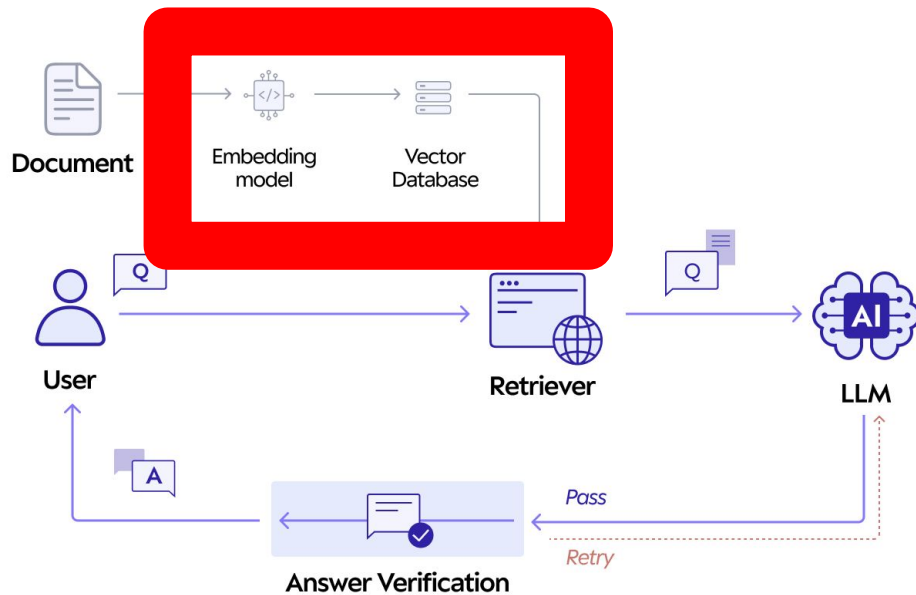 </>
Document
Embedding
model
Vector
Database
Q
Q
AI
User
Retriever
LLM
A
Pass
Retry
Answer Verification